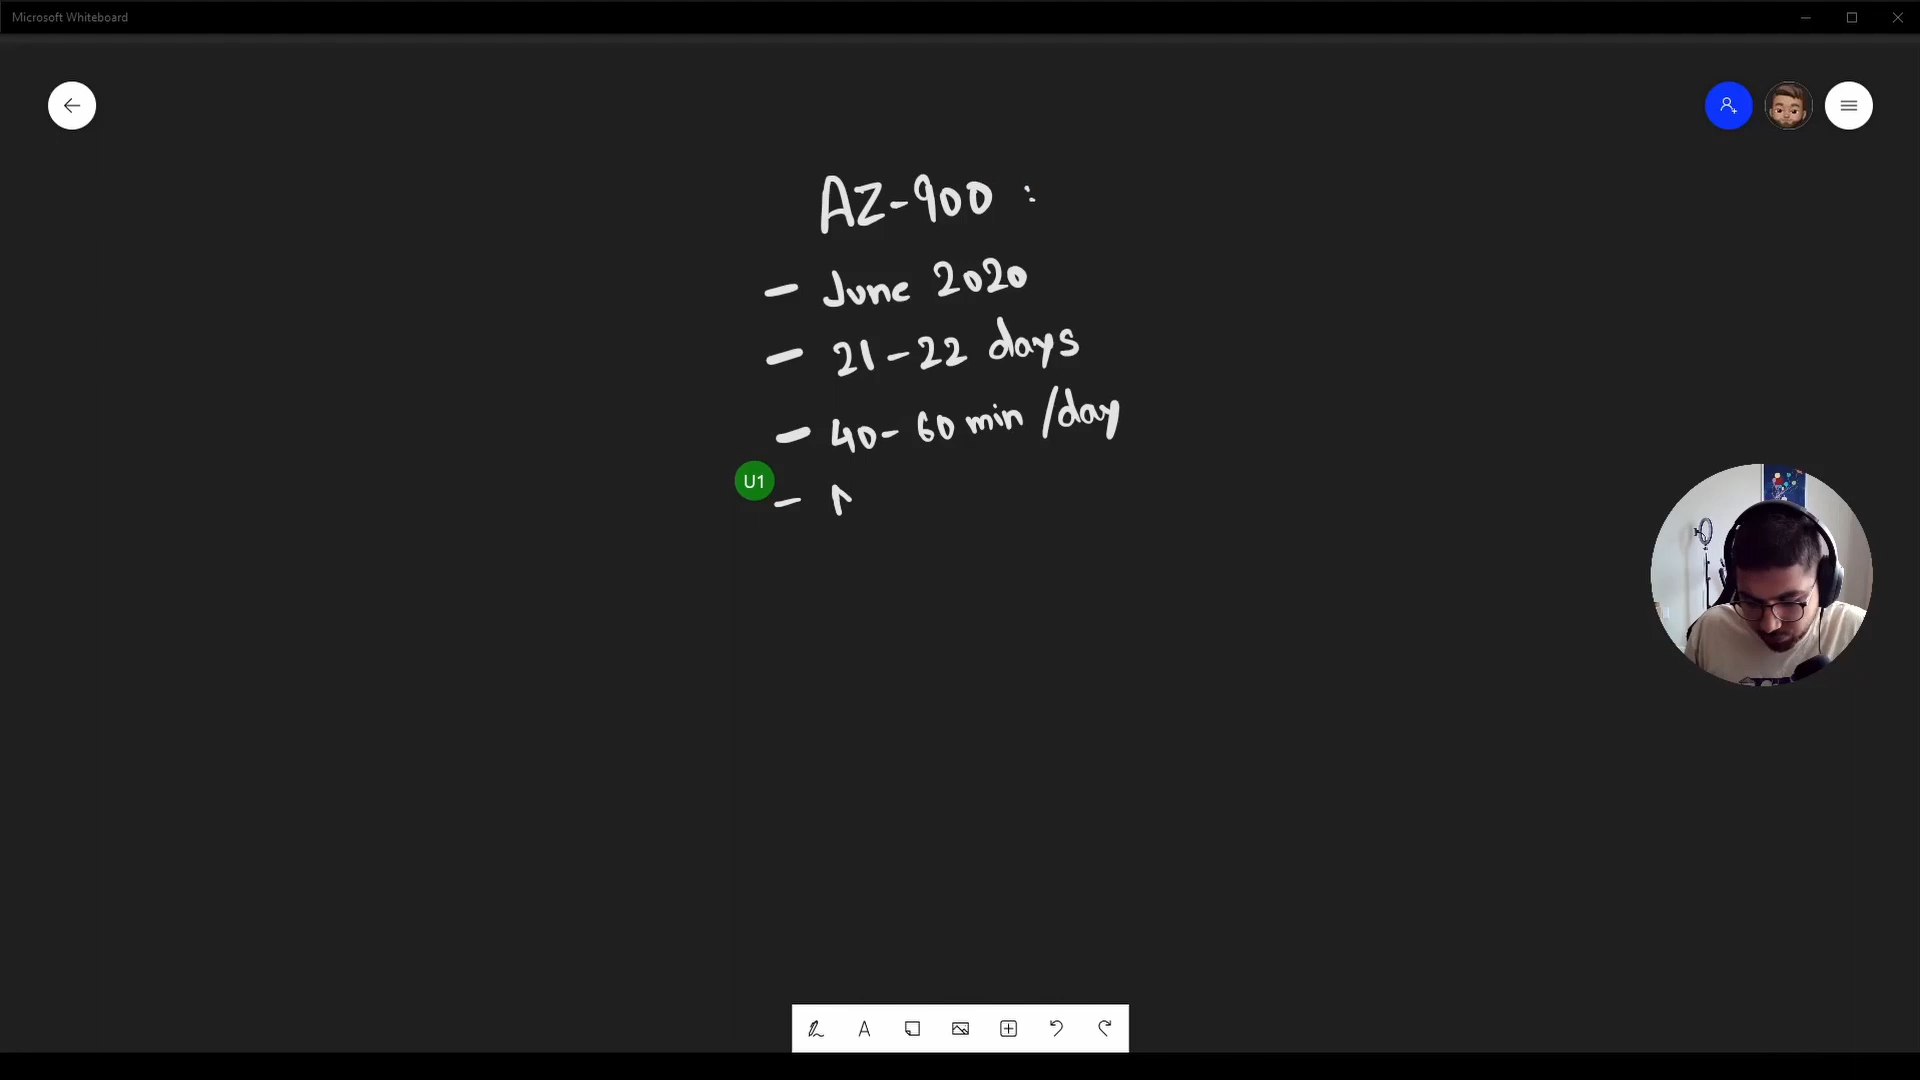 Microsoft Whiteboard
AZ-900 :
- June 2020
- 21-22 days
- 40-60 min /day
U1
-